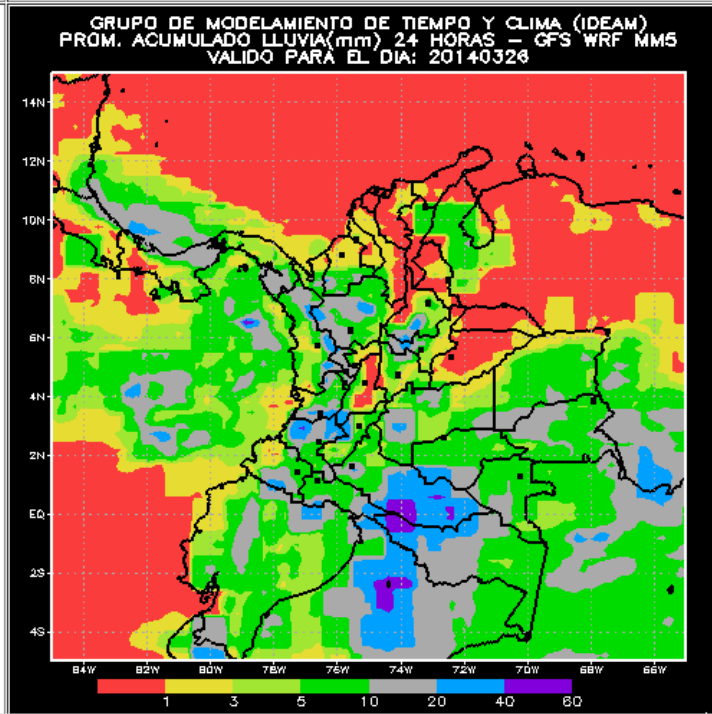 GRUPO DE MODELAMIENTO DE TIEMPO Y CLIMA (IDEAM)
PROM. ACUMULADO LLUVIA(mm) 24 HORAS – GFS WRF MM5
VALIDO PARA EL DIA: 20140326
14N
12N
10N
8N
6N
4N
2N
EQ
2S
4S
84W 82W 80W 78W 76W 74W 72W 70W 68W 66W
1 3 5 10 20 40 60